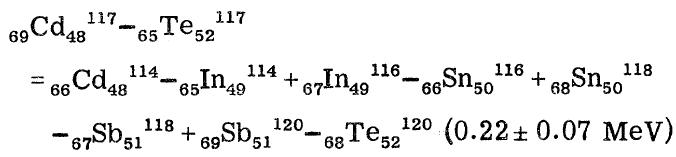 ₆₉Cd₄₈¹¹⁷−₆₅Te₅₂¹¹⁷
=₆₆Cd₄₈¹¹⁴−₆₅In₄₉¹¹⁴+₆₇In₄₉¹¹⁶−₆₆Sn₅₀¹¹⁶+₆₈Sn₅₀¹¹⁸
−₆₇Sb₅₁¹¹⁸+₆₉Sb₅₁¹²⁰−₆₈Te₅₂¹²⁰ (0.22± 0.07 MeV)